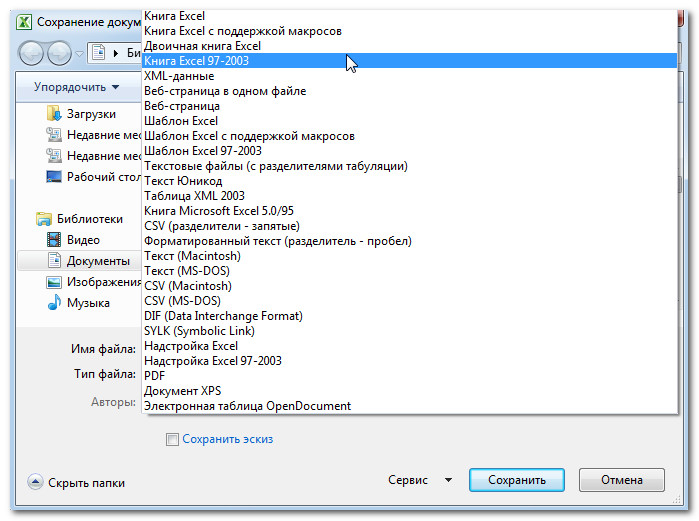 Сохранение докум
Би
Упорядочить
Загрузки
Недавние мес
Недавние мес
Рабочий стол
Библиотеки
Видео
Документы
Изображения
Музыка
Книга Excel
Книга Excel с поддержкой макросов
Двоичная книга Excel
Книга Excel 97-2003
XML-данные
Веб-страница в одном файле
Веб-страница
Шаблон Excel
Шаблон Excel с поддержкой макросов
Шаблон Excel 97-2003
Текстовые файлы (с разделителями табуляции)
Текст Юникод
Таблица XML 2003
Книга Microsoft Excel 5.0/95
CSV (разделители - запятые)
Форматированный текст (разделитель - пробел)
Текст (Macintosh)
Текст (MS-DOS)
CSV (Macintosh)
CSV (MS-DOS)
DIF (Data Interchange Format)
SYLK (Symbolic Link)
Надстройка Excel
Надстройка Excel 97-2003
PDF
Документ XPS
Электронная таблица OpenDocument
Имя файла:
Тип файла:
Авторы:
Сохранить эскиз
Скрыть папки
Сервис
Сохранить
Отмена